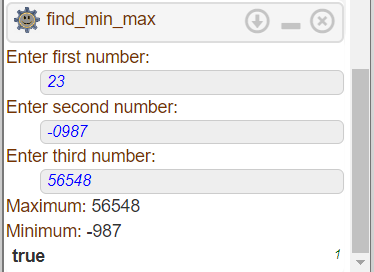 find_min_max
Enter first number:
23
Enter second number:
-0987
Enter third number:
56548
Maximum: 56548
Minimum: -987
true 1